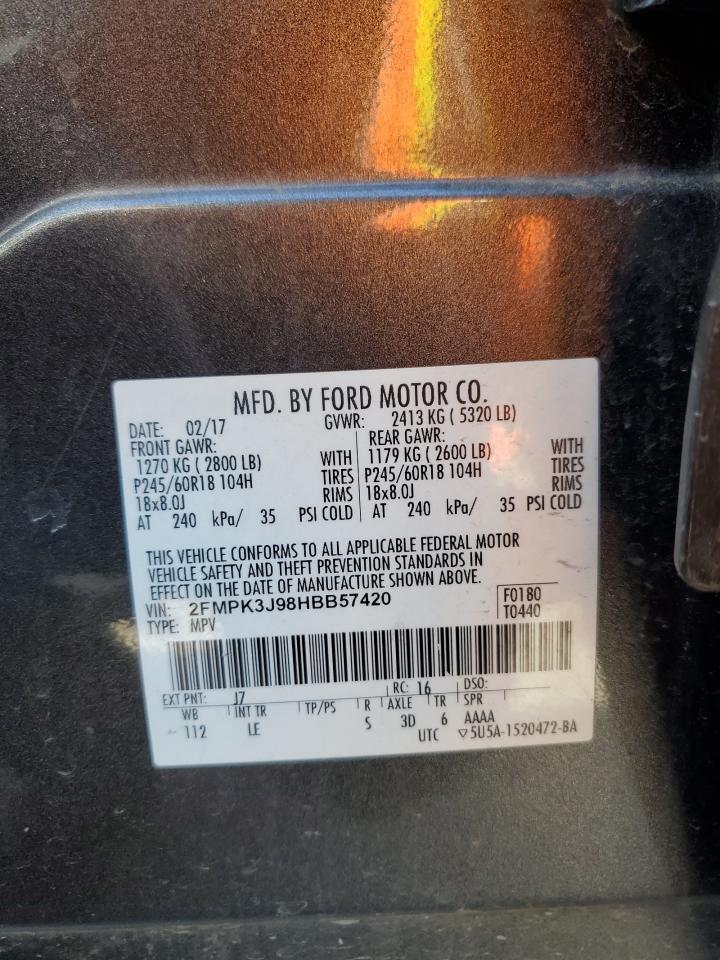 MFD. BY FORD MOTOR CO.
DATE: 02/17 GVWR: 2413 KG ( 5320 LB)
FRONT GAWR: REAR GAWR:
1270 KG ( 2800 LB) WITH 1179 KG ( 2600 LB) WITH
P245/60R18 104H TIRES P245/60R18 104H TIRES
18x8.0J RIMS 18x8.0J RIMS
AT 240 kPa/ 35 PSI COLD AT 240 kPa/ 35 PSI COLD
THIS VEHICLE CONFORMS TO ALL APPLICABLE FEDERAL MOTOR
VEHICLE SAFETY AND THEFT PREVENTION STANDARDS IN
EFFECT ON THE DATE OF MANUFACTURE SHOWN ABOVE.
VIN: 2FMPK3J98HBB57420 F0180
TYPE: MPV T0440
EXT PNT: J7 RC: 16 DSO:
WB INT TR TP/PS R AXLE TR SPR
112 LE S 3D 6 AAAA
UTC ▽5U5A-1520472-BA